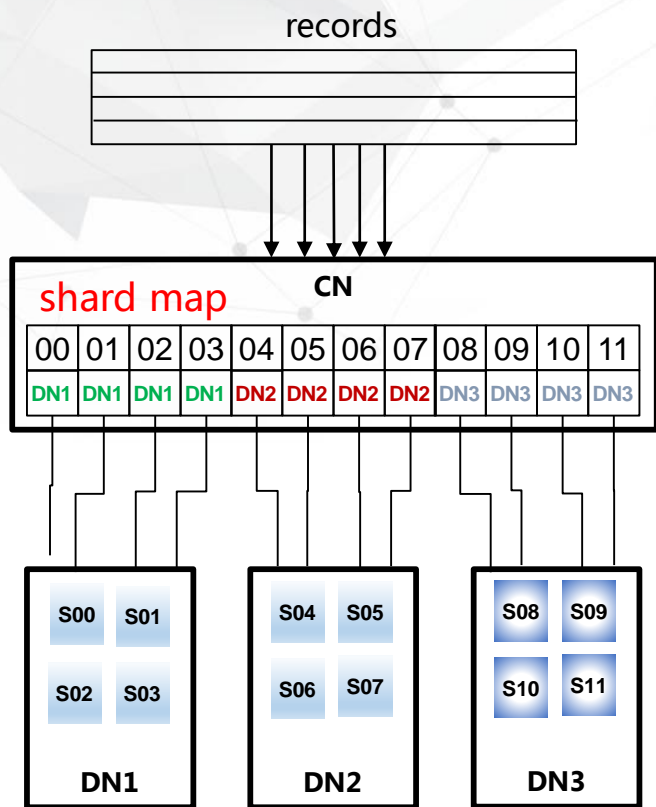 records
CN
shard map
00 01 02 03 04 05 06 07 08 09 10 11
DN1 DN1 DN1 DN1 DN2 DN2 DN2 DN2 DN3 DN3 DN3 DN3
S00 S01 S04 S05 S08 S09
S02 S03 S06 S07 S10 S11
DN1 DN2 DN3